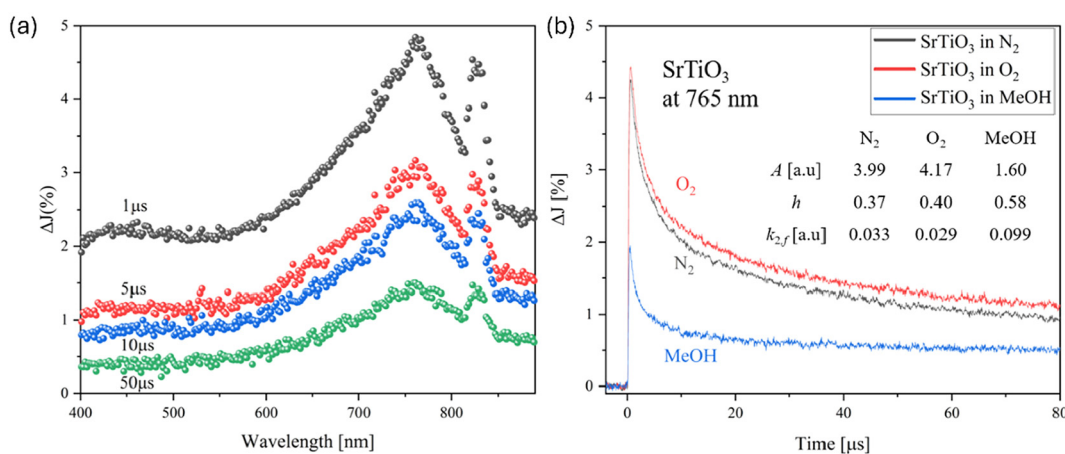 (a)
ΔJ(%)
5
4
3
2
1
0
1μs
5μs
10μs
50μs
400 500 600 700 800
Wavelength [nm]
(b)
ΔJ [%]
5
4
3
2
1
0
SrTiO3 at 765 nm
SrTiO₃ in N₂
SrTiO₃ in O₂
SrTiO₃ in MeOH
N₂ O₂ MeOH
A [a.u] 3.99 4.17 1.60
h 0.37 0.40 0.58
k₂,f [a.u] 0.033 0.029 0.099
O₂
N₂
MeOH
0 20 40 60 80
Time [μs]